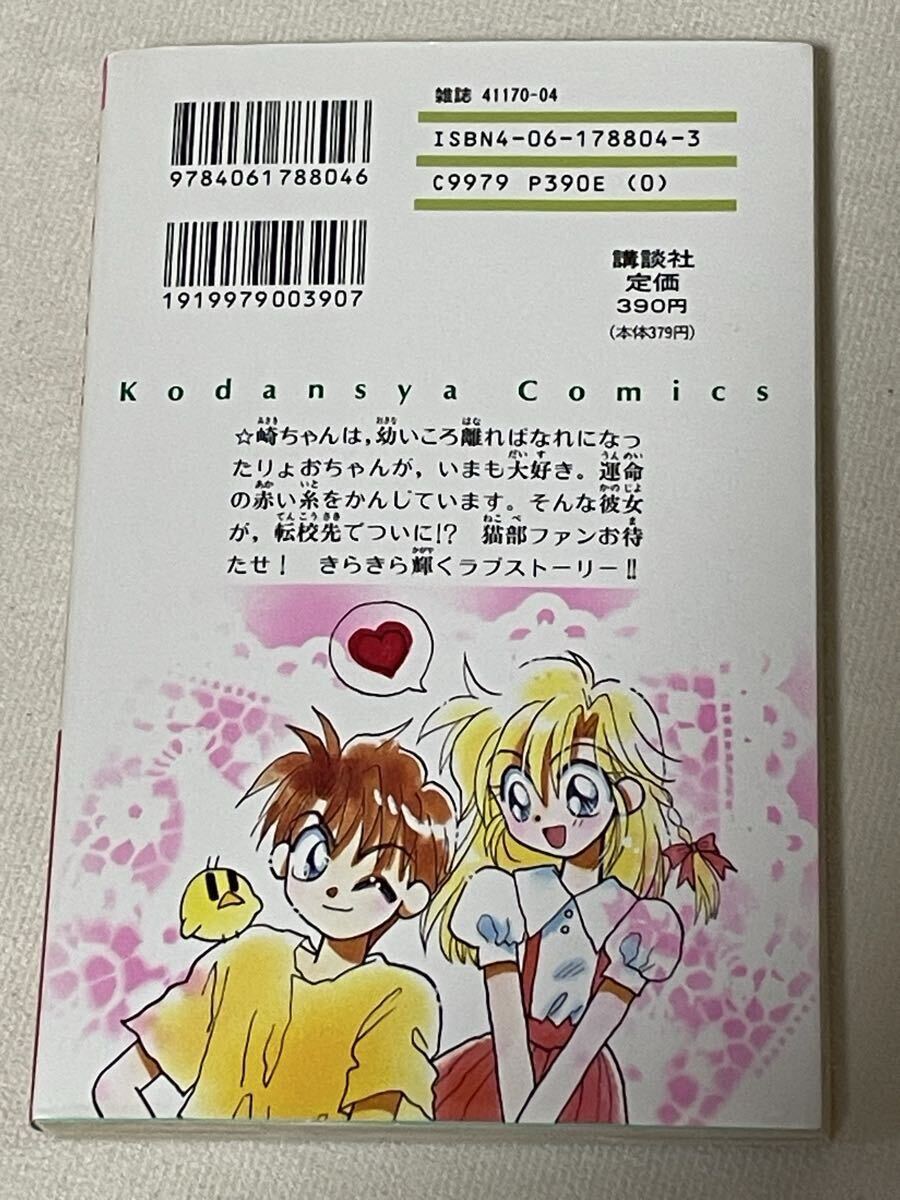 雑誌 41170-04
ISBN4-06-178804-3
C9979 P390E (0)
9784061788046
1919979003907
講談社
定価
390円
(本体379円)
Kodansya Comics
☆崎ちゃんは,幼いころ離ればなれになっ
たりょおちゃんが,いまも大好き。運命
の赤い糸をかんじています。そんな彼女
が,転校先でついに!? 猫部ファンお待
たせ! きらきら輝くラブストーリー!!